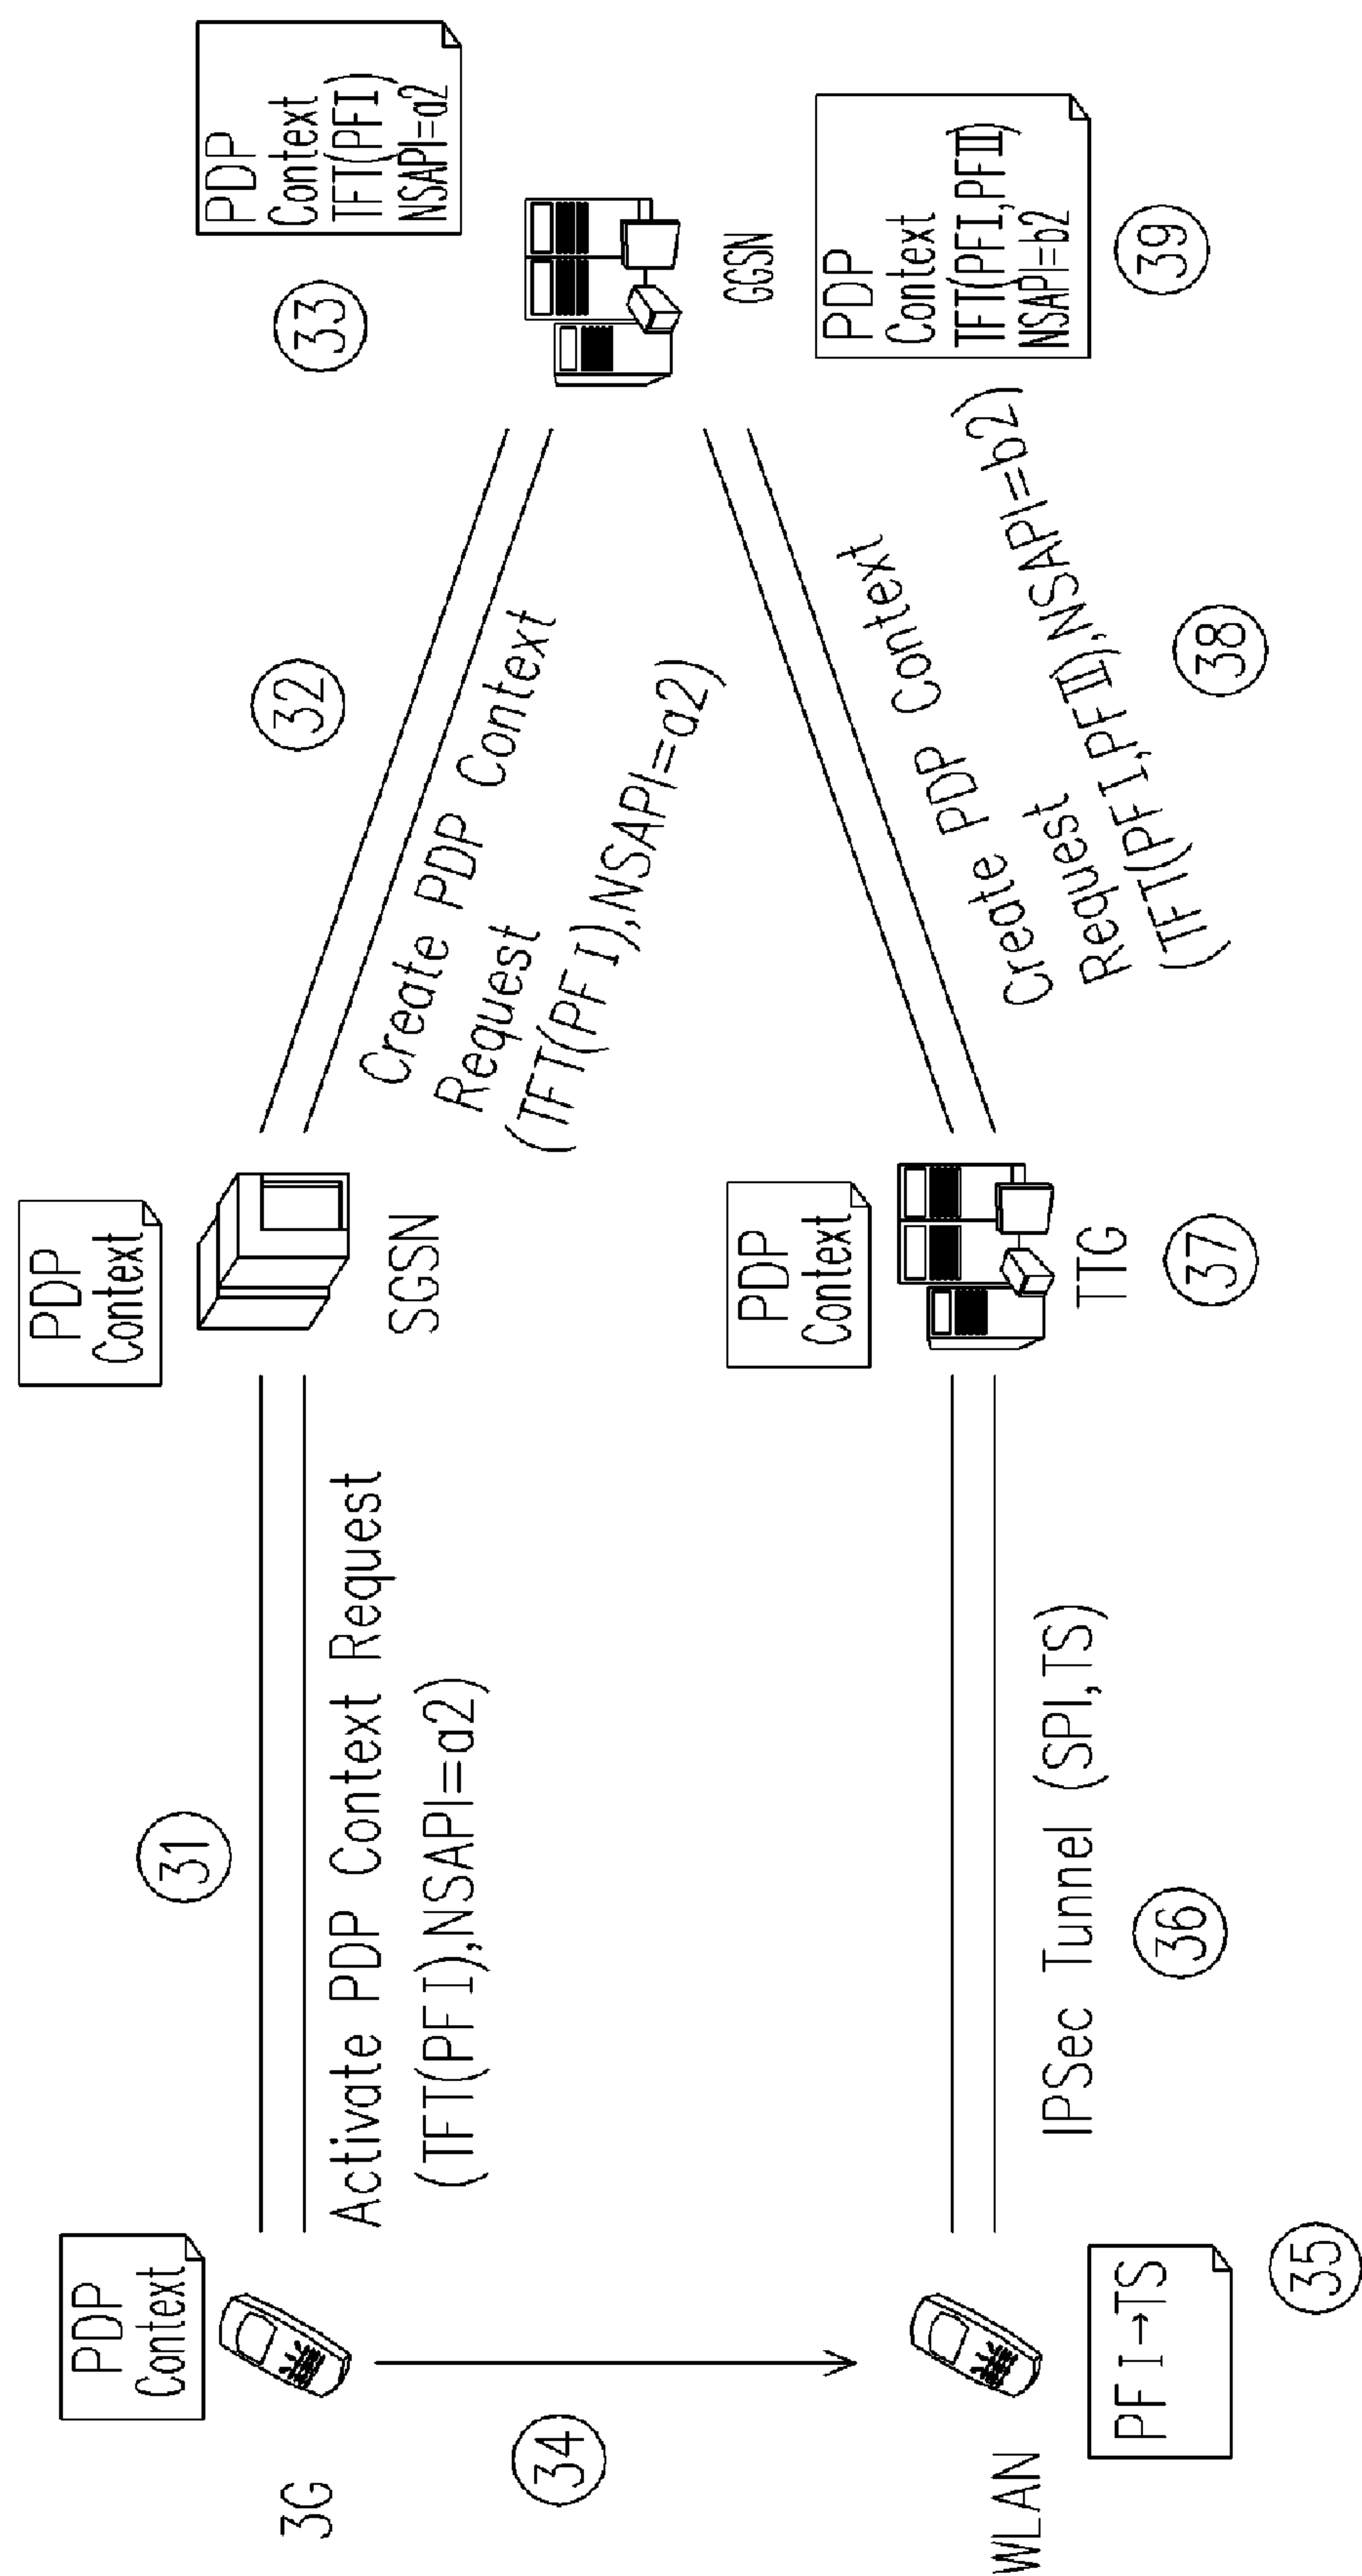 PDP
Context
3G
31
Activate PDP Context Request
(TFT(PF I),NSAPI=a2)
PDP
Context
SGSN
32
Create PDP Context
Request
(TFT(PF I),NSAPI=a2)
33
PDP
Context
TFT(PFI)
NSAPI=a2
GGSN
34
WLAN
PF I→TS
35
IPSec Tunnel (SPI,TS)
36
PDP
Context
TTG
37
Create PDP Context
Request
(TFT(PF I,PFII),NSAPI=b2)
38
PDP
Context
TFT(PFI,PFII)
NSAPI=b2
39